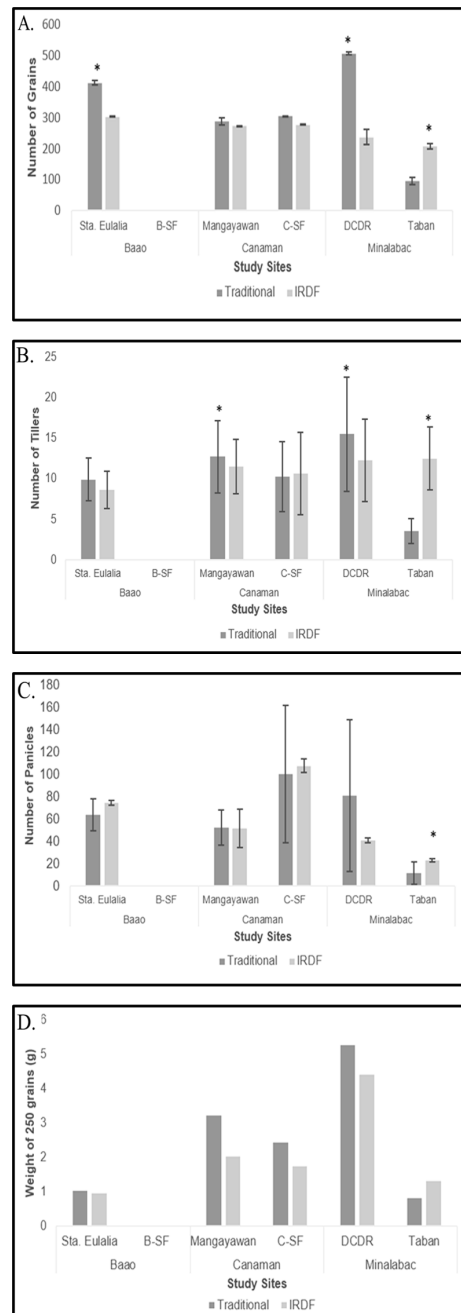 A.
Number of Grains
600
500
400
300
200
100
0
*
*
*
Sta. Eulalia B-SF Mangayawan C-SF DCDR Taban
Baao Canaman Minalabac
Study Sites
Traditional IRDF
B.
Number of Tillers
25
20
15
10
5
0
*
*
*
Sta. Eulalia B-SF Mangayawan C-SF DCDR Taban
Baao Canaman Minalabac
Study Sites
Traditional IRDF
C.
Number of Panicles
180
160
140
120
100
80
60
40
20
0
*
Sta. Eulalia B-SF Mangayawan C-SF DCDR Taban
Baao Canaman Minalabac
Study Sites
Traditional IRDF
D.
Weight of 250 grains (g)
6
5
4
3
2
1
0
Sta. Eulalia B-SF Mangayawan C-SF DCDR Taban
Baao Canaman Minalabac
Study Sites
Traditional IRDF